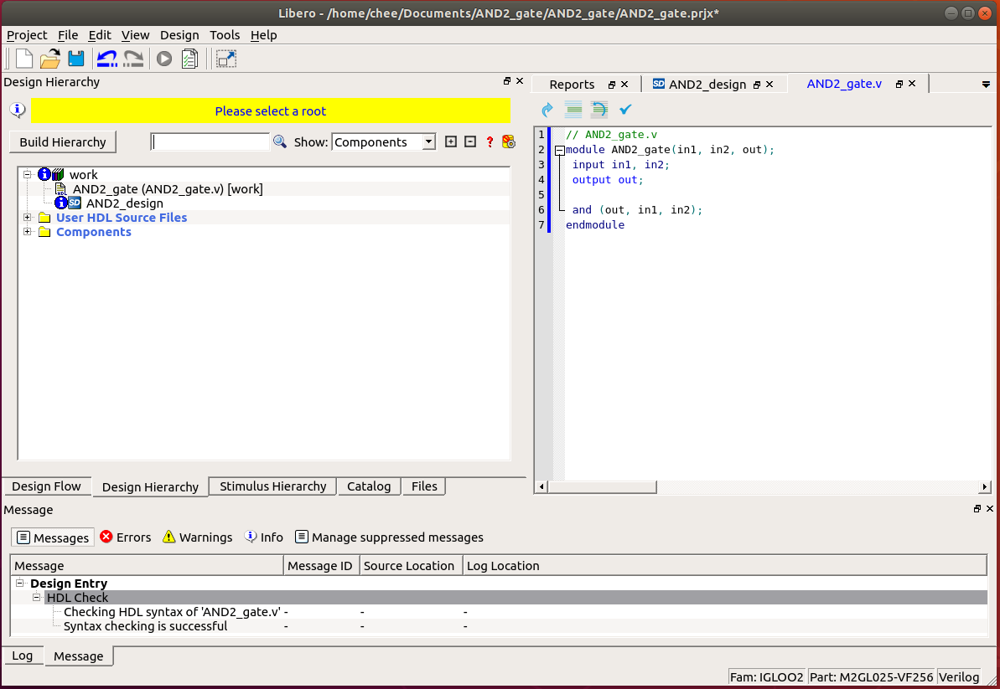 Libero - /home/chee/Documents/AND2_gate/AND2_gate/AND2_gate.prjx*
Project File Edit View Design Tools Help
Design Hierarchy
Please select a root
Build Hierarchy Show: Components
work
AND2_gate (AND2_gate.v) [work]
AND2_design
User HDL Source Files
Components
Design Flow Design Hierarchy Stimulus Hierarchy Catalog Files
Reports AND2_design AND2_gate.v
1 // AND2_gate.v
2 module AND2_gate(in1, in2, out);
3 input in1, in2;
4 output out;
5
6 and (out, in1, in2);
7 endmodule
Message
Messages Errors Warnings Info Manage suppressed messages
Message Message ID Source Location Log Location
Design Entry
HDL Check
Checking HDL syntax of 'AND2_gate.v' - - -
Syntax checking is successful - - -
Log Message
Fam: IGLOO2 Part: M2GL025-VF256 Verilog